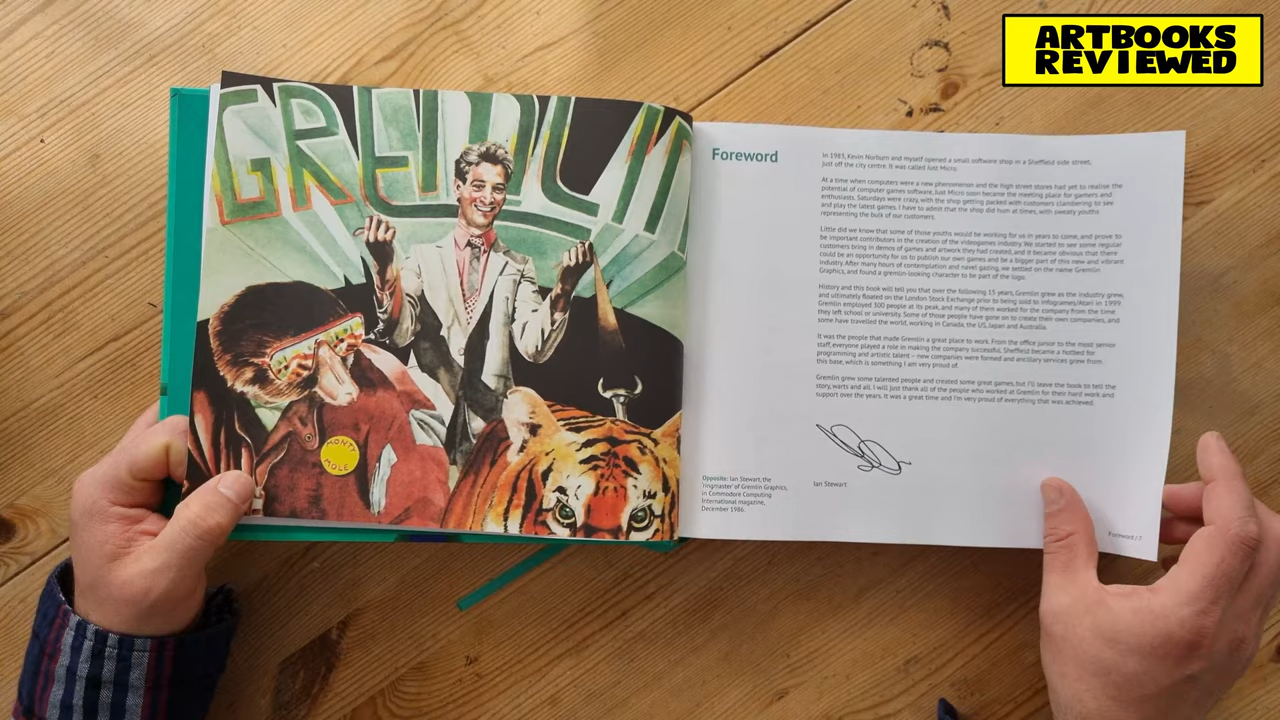 ARTBOOKS
REVIEWED
GREMLIN
MONTY
MOLE
Foreword
In 1983, Kevin Norburn and myself opened a small software shop in a Sheffield side street,
just off the city centre. It was called Just Micro.
At a time when computers were a new phenomenon and the high street stores had yet to realise the
potential of computer games software, Just Micro soon became the meeting place for gamers and
enthusiasts. Saturdays were crazy, with the shop getting packed with customers clambering to see
and play the latest games. I have to admit that the shop did hum at times, with sweaty youths
representing the bulk of our customers.
Little did we know that some of those youths would be working for us in years to come, and prove to
be important contributors in the creation of the videogames industry. We started to see some regular
customers bring in demos of games and artwork they had created, and it became obvious that there
could be an opportunity for us to publish our own games and be a bigger part of this new and vibrant
industry. After many hours of contemplation and navel gazing, we settled on the name Gremlin
Graphics, and found a gremlin-looking character to be part of the logo.
History and this book will tell you that over the following 15 years, Gremlin grew as the industry grew,
and ultimately floated on the London Stock Exchange prior to being sold to Infogrames/Atari in 1999.
Gremlin employed 300 people at its peak, and many of them worked for the company from the time
they left school or university. Some of those people have gone on to create their own companies, and
some have travelled the world, working in Canada, the US, Japan and Australia.
It was the people that made Gremlin a great place to work. From the office junior to the most senior
staff, everyone played a role in making the company successful. Sheffield became a hotbed for
programming and artistic talent – new companies were formed and ancillary services grew from
this base, which is something I am very proud of.
Gremlin grew some talented people and created some great games, but I'll leave the book to tell the
story, warts and all. I will just thank all of the people who worked at Gremlin for their hard work and
support over the years. It was a great time and I'm very proud of everything that was achieved.
Ian Stewart
Opposite: Ian Stewart, the
'ringmaster' of Gremlin Graphics,
in Commodore Computing
International magazine,
December 1986.
Foreword / 7